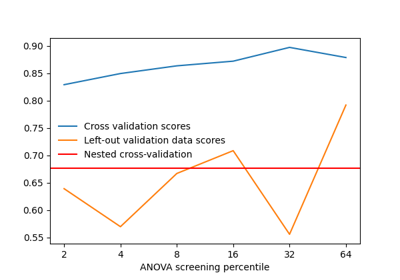 0.90
0.85
0.80
0.75
0.70
0.65
0.60
0.55
Cross validation scores
Left-out validation data scores
Nested cross-validation
2 4 8 16 32 64
ANOVA screening percentile